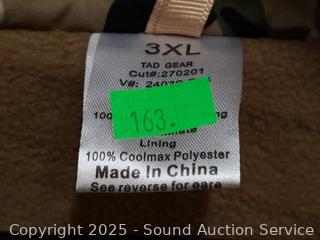 3XL
TAD GEAR
Cut#:270201
V#: 24030
163.
Lining
100% Coolmax Polyester
Made In China
See reverse for care
Copyright © 2025 - Sound Auction Service